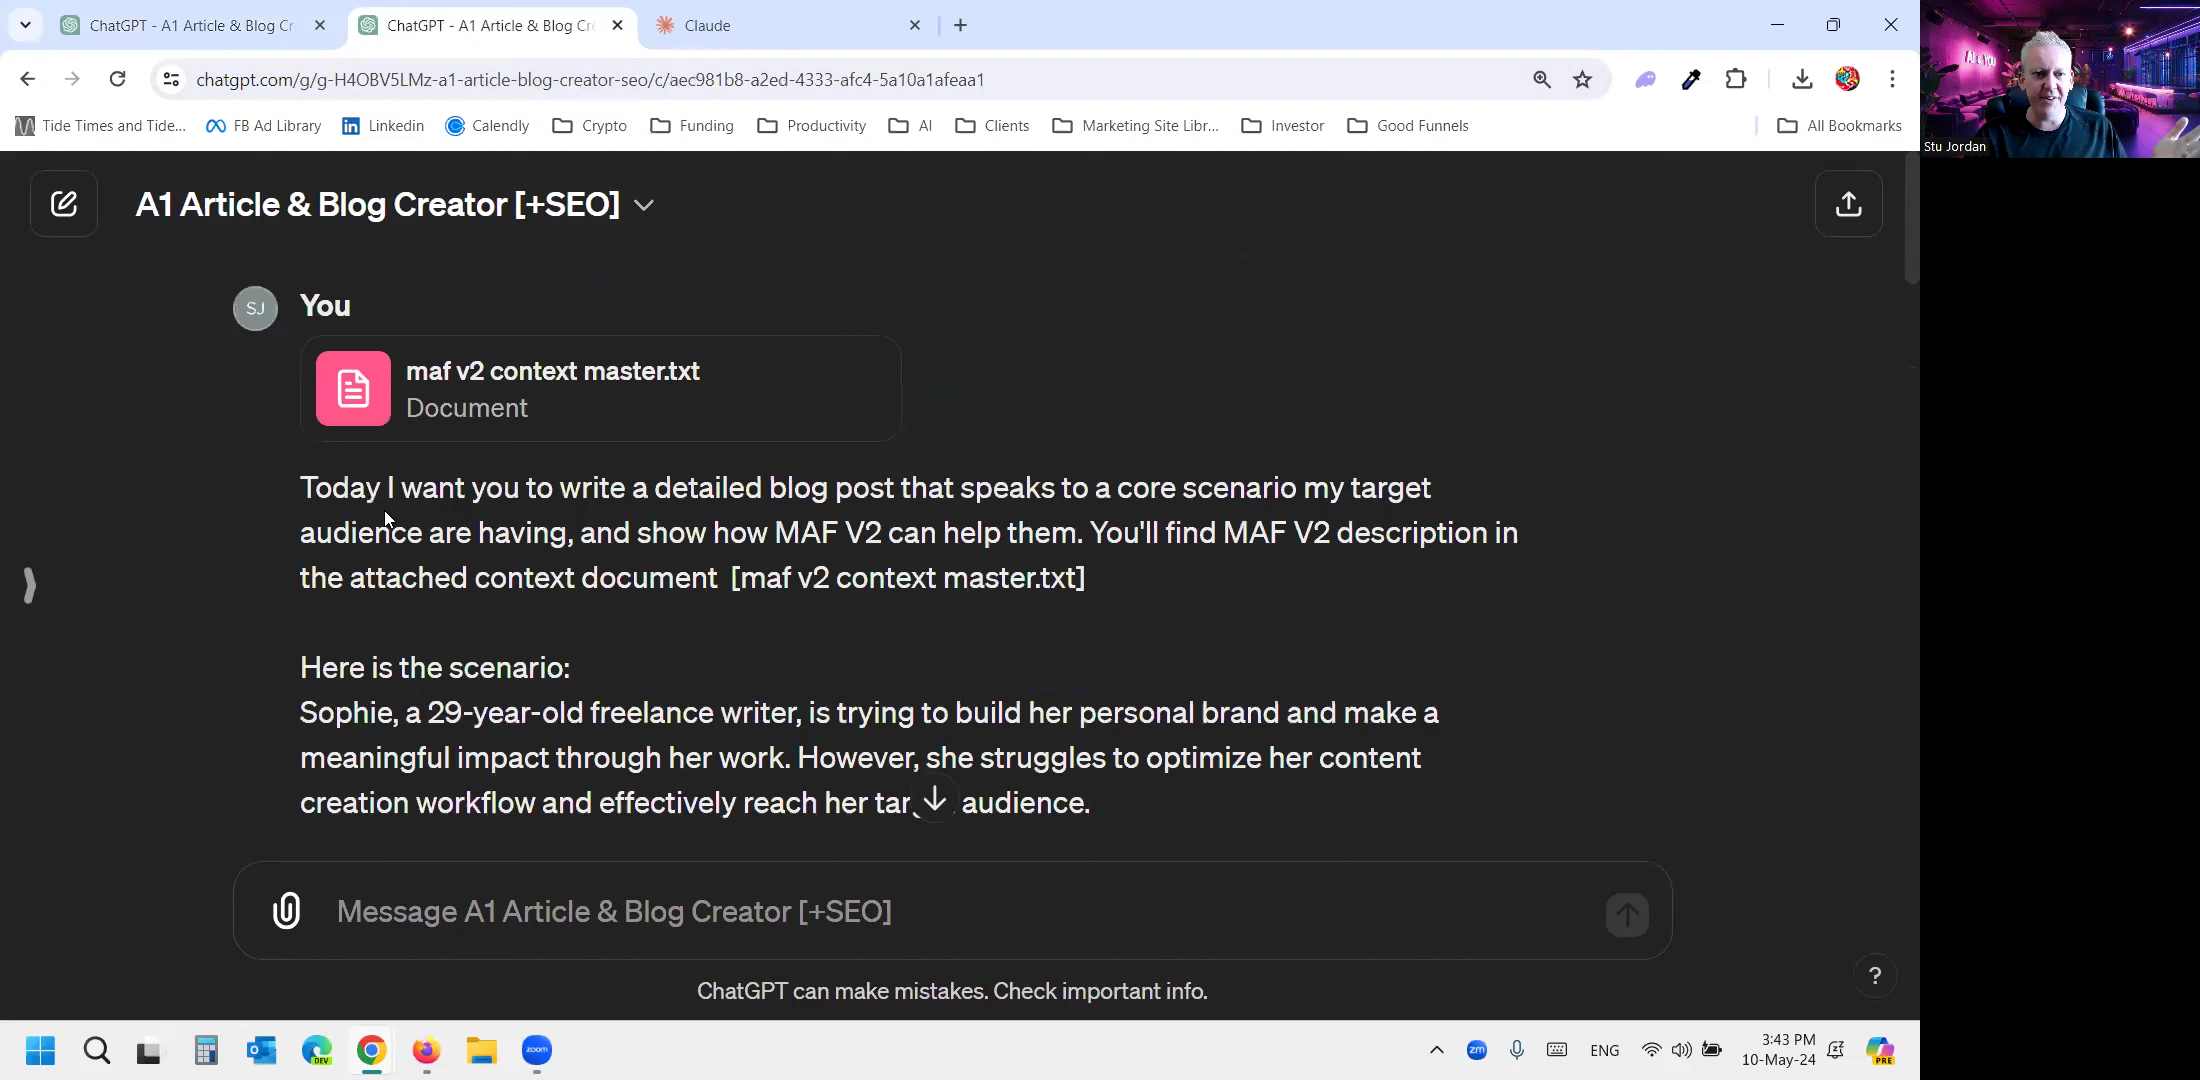 ChatGPT - A1 Article & Blog Cr
ChatGPT - A1 Article & Blog Cre
Claude
chatgpt.com/g/g-H4OBV5LMz-a1-article-blog-creator-seo/c/aec981b8-a2ed-4333-afc4-5a10a1afeaa1
Tide Times and Tide...
FB Ad Library
Linkedin
Calendly
Crypto
Funding
Productivity
AI
Clients
Marketing Site Libr...
Investor
Good Funnels
All Bookmarks
AI & YOU
Stu Jordan
A1 Article & Blog Creator [+SEO]
SJ
You
maf v2 context master.txt
Document
Today I want you to write a detailed blog post that speaks to a core scenario my target
audience are having, and show how MAF V2 can help them. You'll find MAF V2 description in
the attached context document [maf v2 context master.txt]
Here is the scenario:
Sophie, a 29-year-old freelance writer, is trying to build her personal brand and make a
meaningful impact through her work. However, she struggles to optimize her content
creation workflow and effectively reach her tar audience.
Message A1 Article & Blog Creator [+SEO]
ChatGPT can make mistakes. Check important info.
?
DEV
zoom
zm
ENG
3:43 PM
10-May-24
PRE